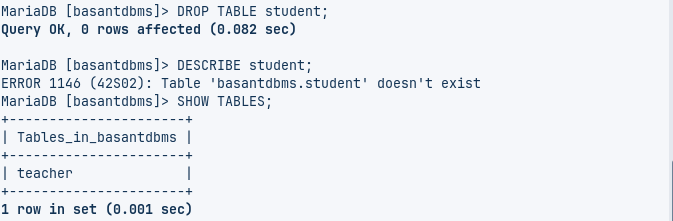 MariaDB [basantdbms]> DROP TABLE student;
Query OK, 0 rows affected (0.082 sec)

MariaDB [basantdbms]> DESCRIBE student;
ERROR 1146 (42S02): Table 'basantdbms.student' doesn't exist
MariaDB [basantdbms]> SHOW TABLES;
+----------------------+
| Tables_in_basantdbms |
+----------------------+
| teacher              |
+----------------------+
1 row in set (0.001 sec)